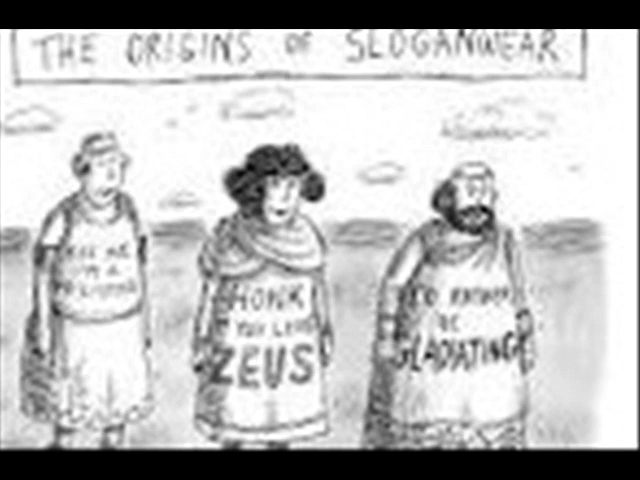 THE ORIGINS OF SLOGANWEAR
I'M A
HONK
IF YOU LOVE
ZEUS
I'D RATHER
BE
GLADIATING